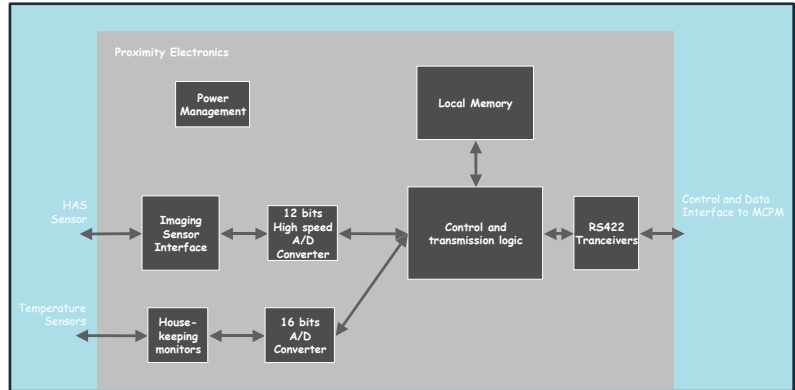 Proximity Electronics
Power
Management
Local Memory
HAS
Sensor
Imaging
Sensor
Interface
12 bits
High speed
A/D
Converter
Control and
transmission logic
RS422
Tranceivers
Control and Data
Interface to MCPM
Temperature
Sensors
House-
keeping
monitors
16 bits
A/D
Converter